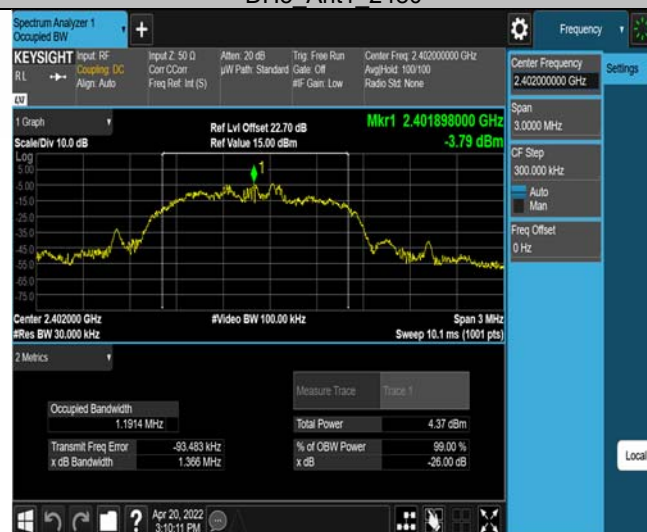 Spectrum Analyzer 1
Occupied BW
+
Frequency
KEYSIGHT
RL
Input: RF
Coupling: DC
Align: Auto
Input Z: 50 Ω
Corr CCorr
Freq Ref: Int (S)
Atten: 20 dB
µW Path: Standard
Trig: Free Run
Gate: Off
#IF Gain: Low
Center Freq: 2.402000000 GHz
Avg|Hold: 100/100
Radio Std: None
Center Frequency
2.402000000 GHz
Settings
Span
3.0000 MHz
CF Step
300.000 kHz
Auto
Man
Freq Offset
0 Hz
1 Graph
Scale/Div 10.0 dB
Ref Lvl Offset 22.70 dB
Ref Value 15.00 dBm
Mkr1 2.401898000 GHz
-3.79 dBm
Log
5.00
-5.00
-15.0
-25.0
-35.0
-45.0
-55.0
-65.0
-75.0
1
Center 2.402000 GHz
#Res BW 30.000 kHz
#Video BW 100.00 kHz
Span 3 MHz
Sweep 10.1 ms (1001 pts)
2 Metrics
Measure Trace Trace 1
Occupied Bandwidth
1.1914 MHz
Total Power 4.37 dBm
Transmit Freq Error -93.483 kHz
% of OBW Power 99.00 %
x dB Bandwidth 1.366 MHz
x dB -26.00 dB
Local
?
Apr 20, 2022
3:10:11 PM